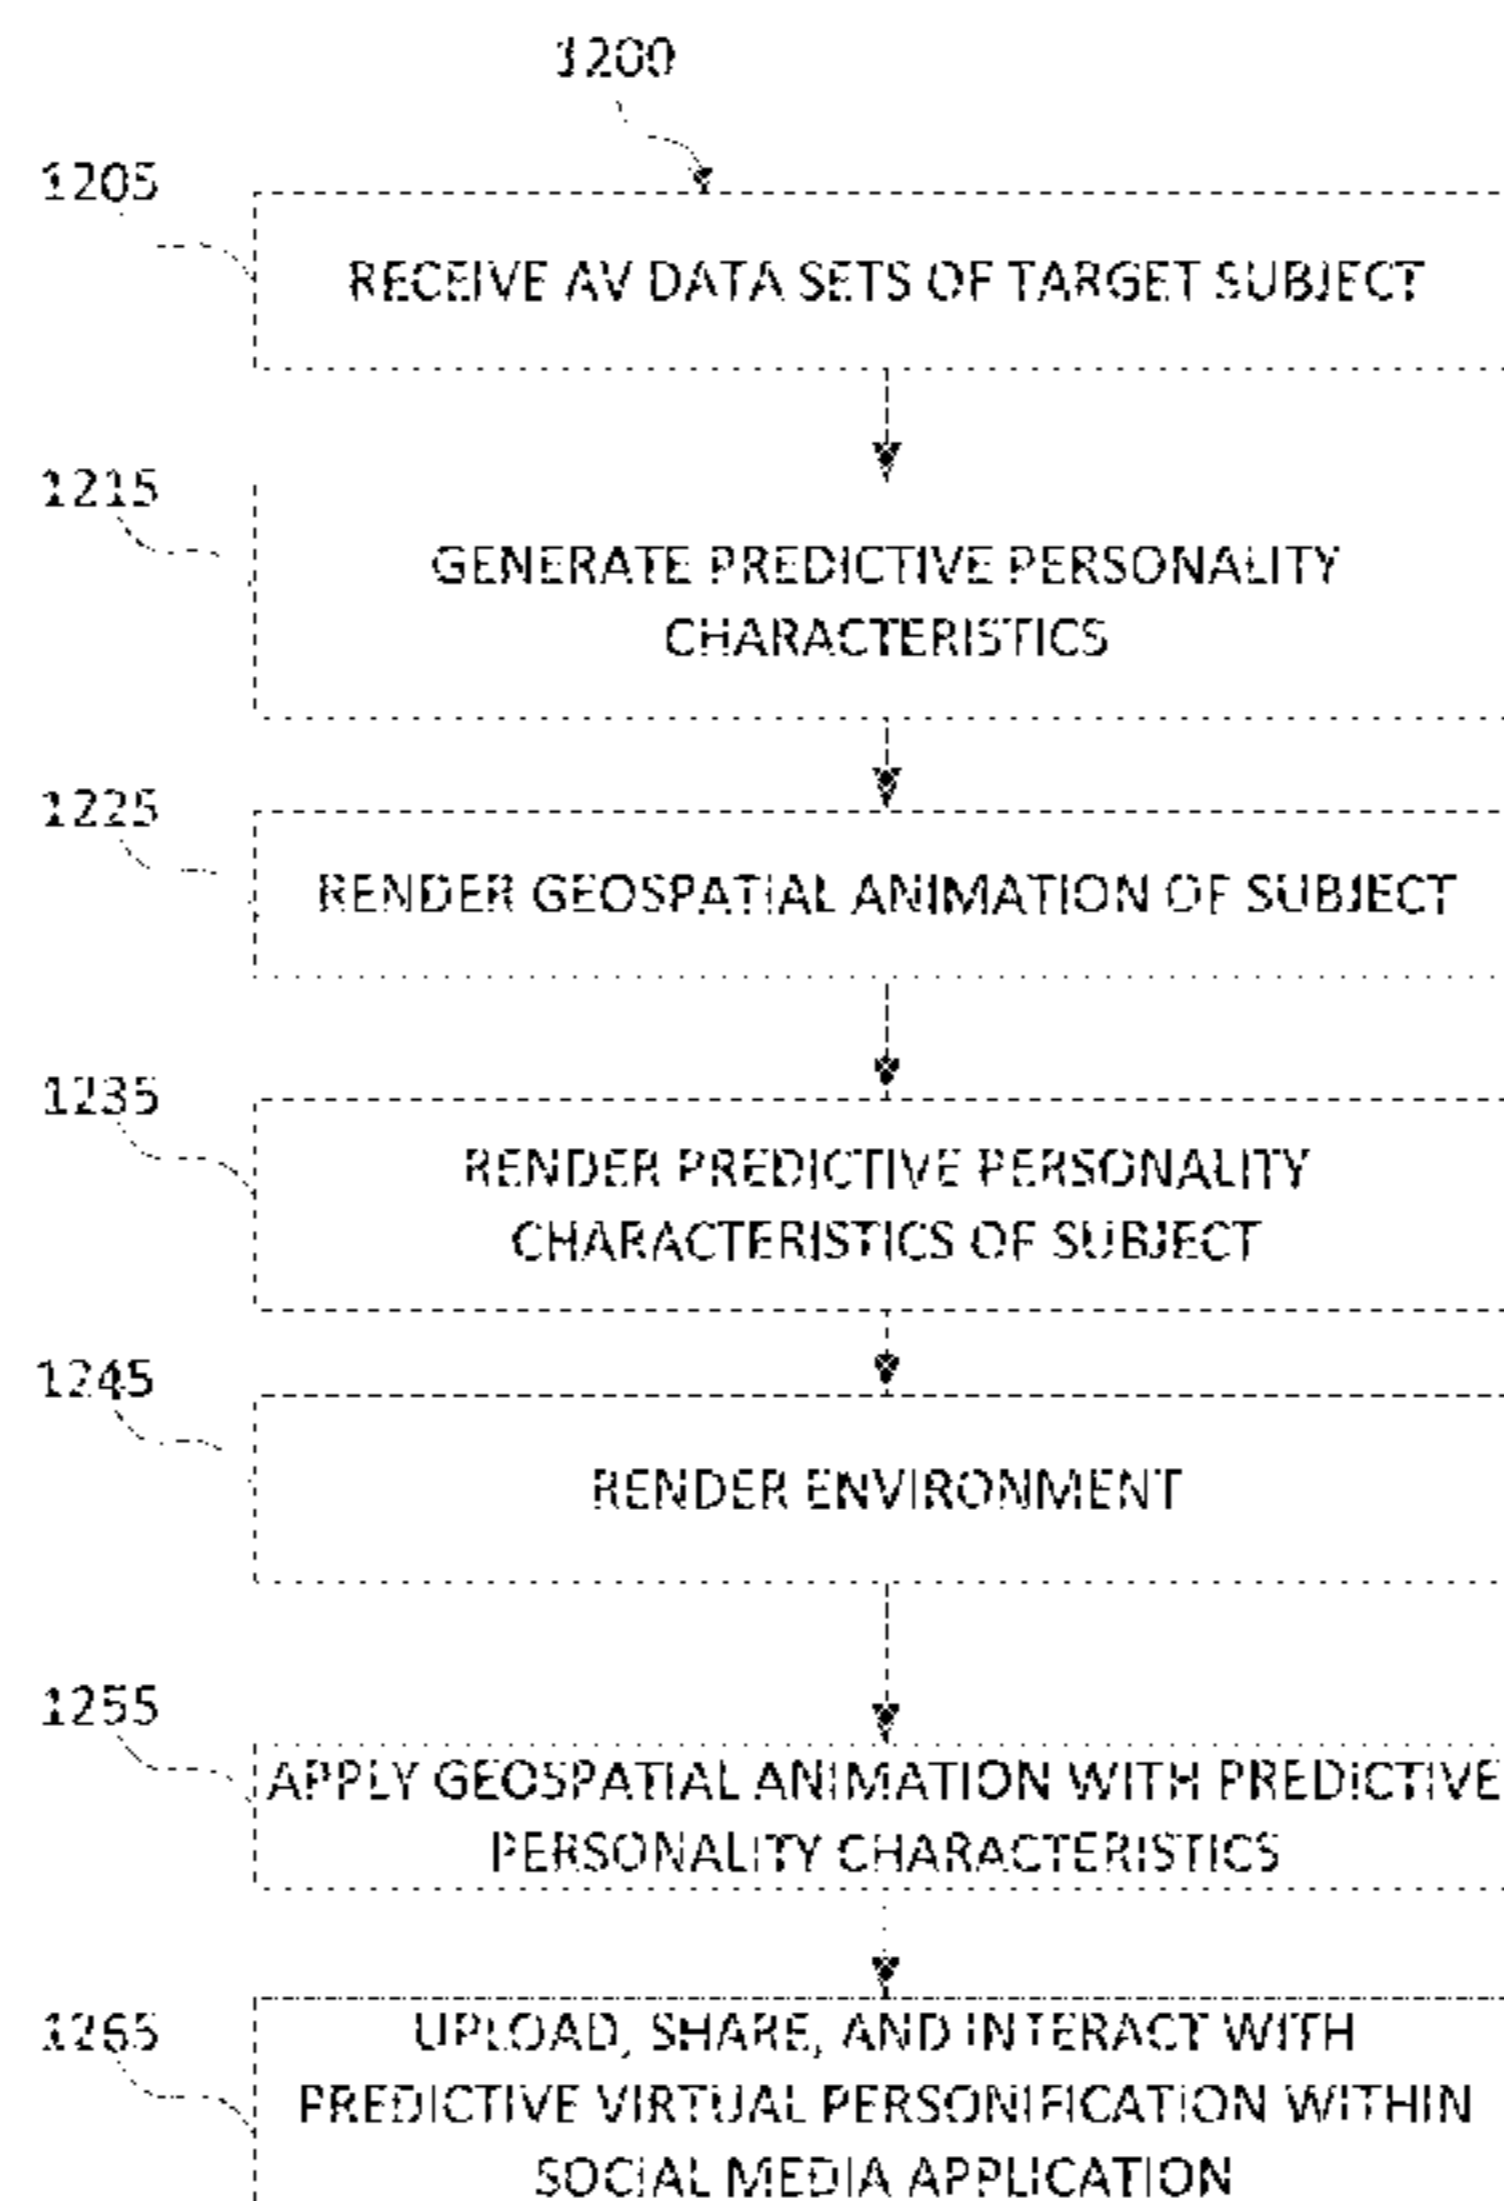 1200
1205
RECEIVE AV DATA SETS OF TARGET SUBJECT
1215
GENERATE PREDICTIVE PERSONALITY
CHARACTERISTICS
1225
RENDER GEOSPATIAL ANIMATION OF SUBJECT
1235
RENDER PREDICTIVE PERSONALITY
CHARACTERISTICS OF SUBJECT
1245
RENDER ENVIRONMENT
1255
APPLY GEOSPATIAL ANIMATION WITH PREDICTIVE
PERSONALITY CHARACTERISTICS
1265
UPLOAD, SHARE, AND INTERACT WITH
PREDICTIVE VIRTUAL PERSONIFICATION WITHIN
SOCIAL MEDIA APPLICATION